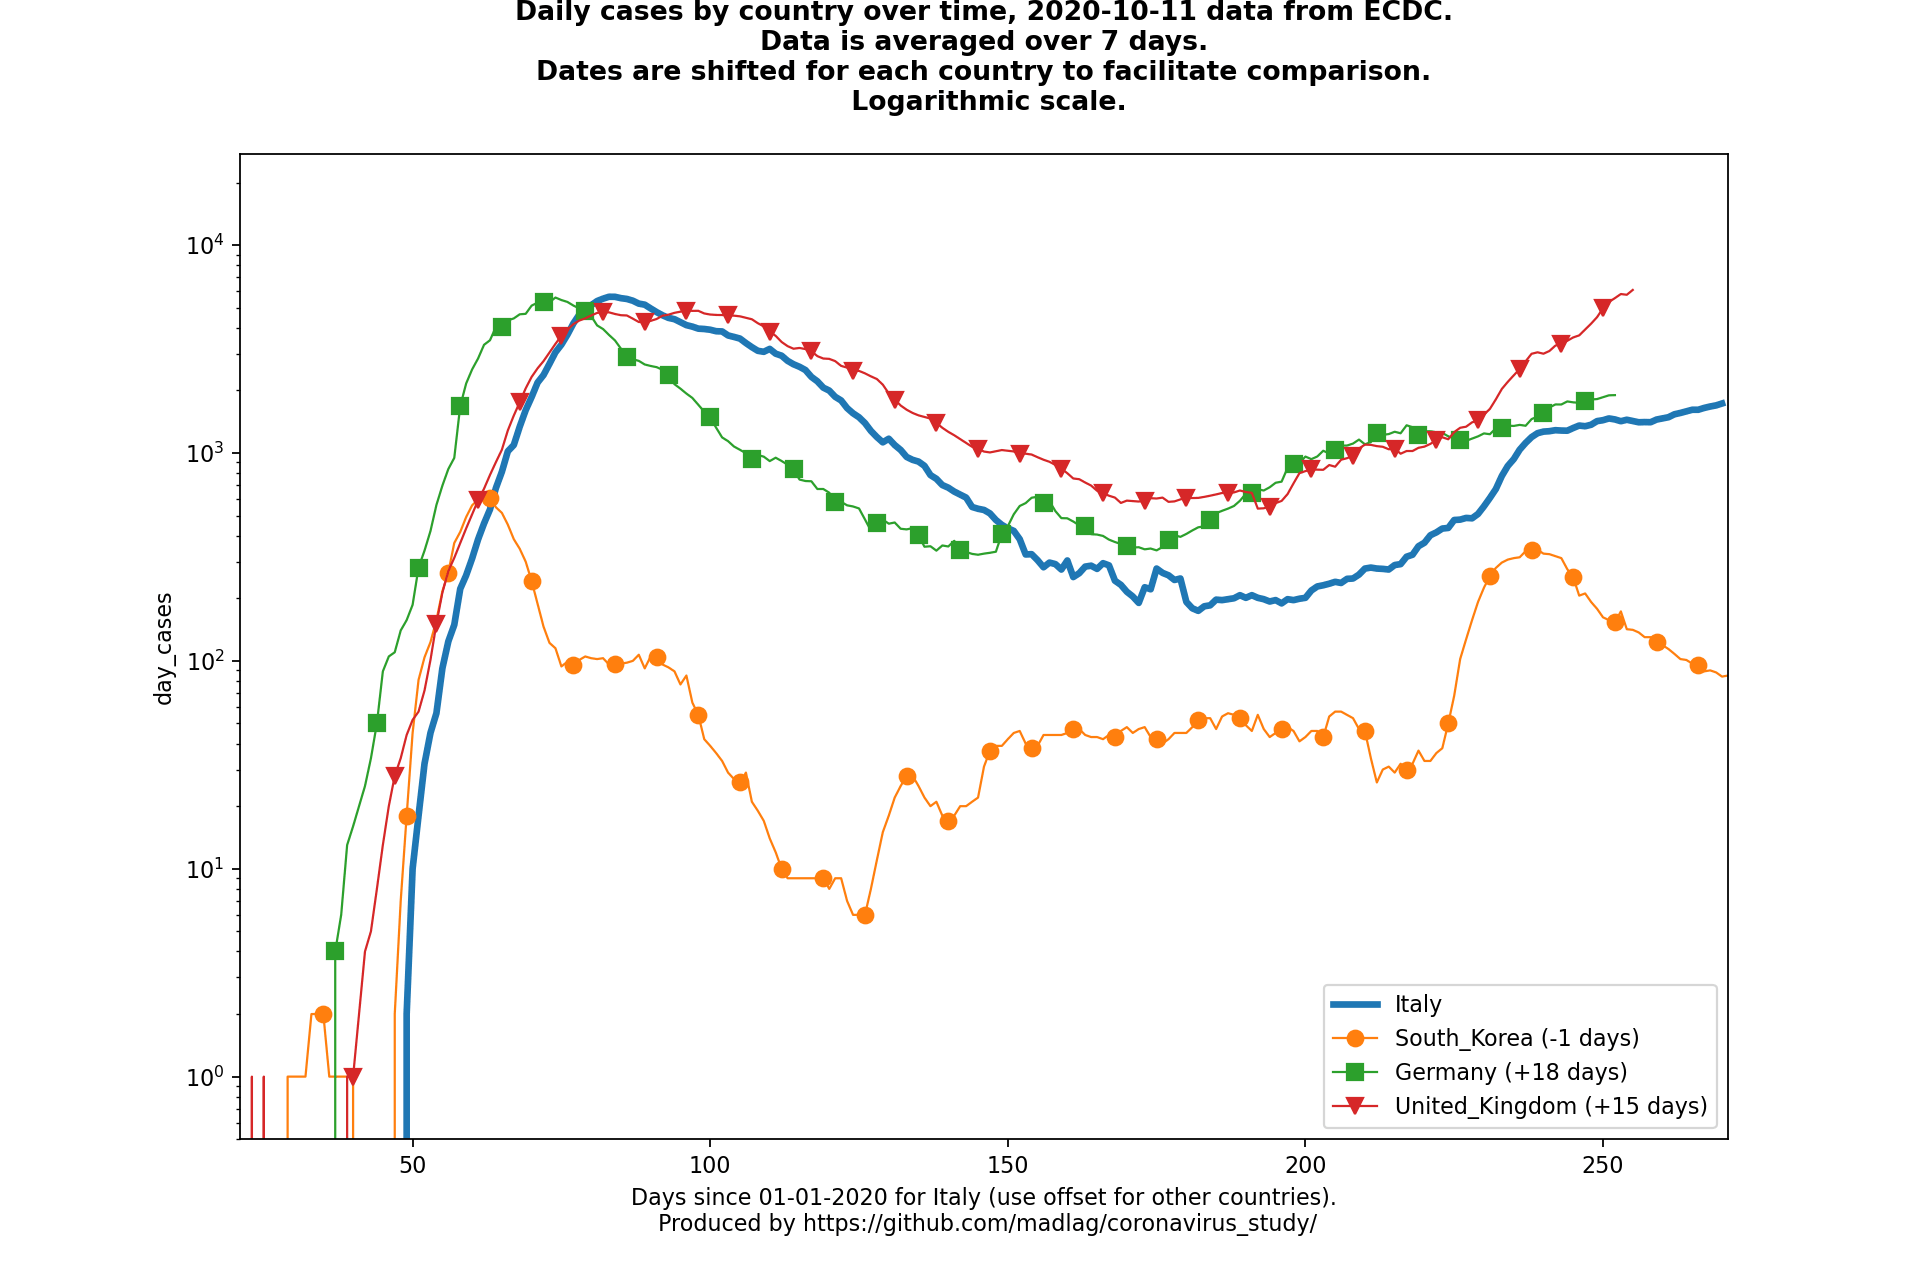 Daily cases by country over time, 2020-10-11 data from ECDC.
Data is averaged over 7 days.
Dates are shifted for each country to facilitate comparison.
Logarithmic scale.
10⁴
10³
10²
10¹
10⁰
day_cases
Italy
South_Korea (-1 days)
Germany (+18 days)
United_Kingdom (+15 days)
50 100 150 200 250
Days since 01-01-2020 for Italy (use offset for other countries).
Produced by https://github.com/madlag/coronavirus_study/